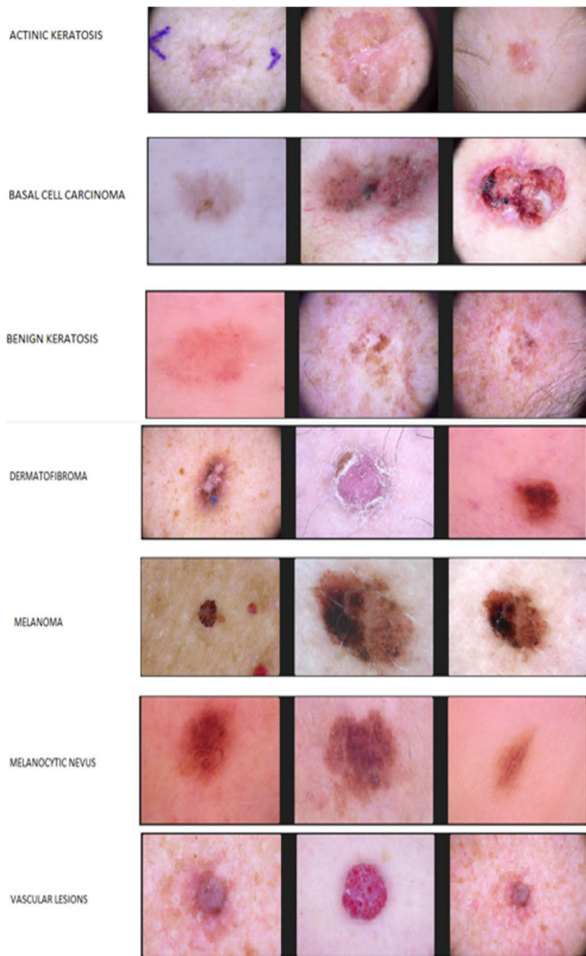 ACTINIC KERATOSIS
BASAL CELL CARCINOMA
BENIGN KERATOSIS
DERMATOFIBROMA
MELANOMA
MELANOCYTIC NEVUS
VASCULAR LESIONS